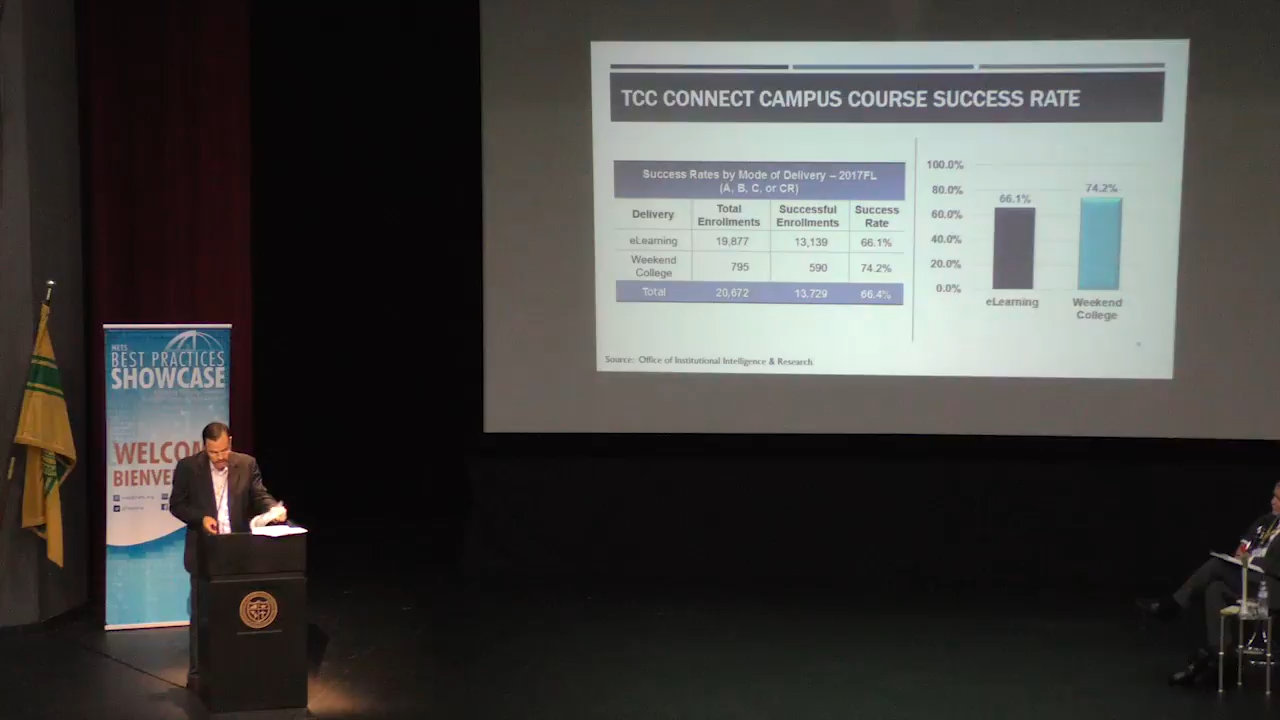 TCC CONNECT CAMPUS COURSE SUCCESS RATE
Success Rates by Mode of Delivery – 2017FL
(A, B, C, or CR)
Delivery Total Enrollments Successful Enrollments Success Rate
eLearning 19,877 13,139 66.1%
Weekend College 795 590 74.2%
Total 20,672 13,729 66.4%
100.0%
80.0%
60.0%
40.0%
20.0%
0.0%
66.1%
74.2%
eLearning
Weekend
College
Source: Office of Institutional Intelligence & Research
HETS
BEST PRACTICES
SHOWCASE
WELCO
BIENVE